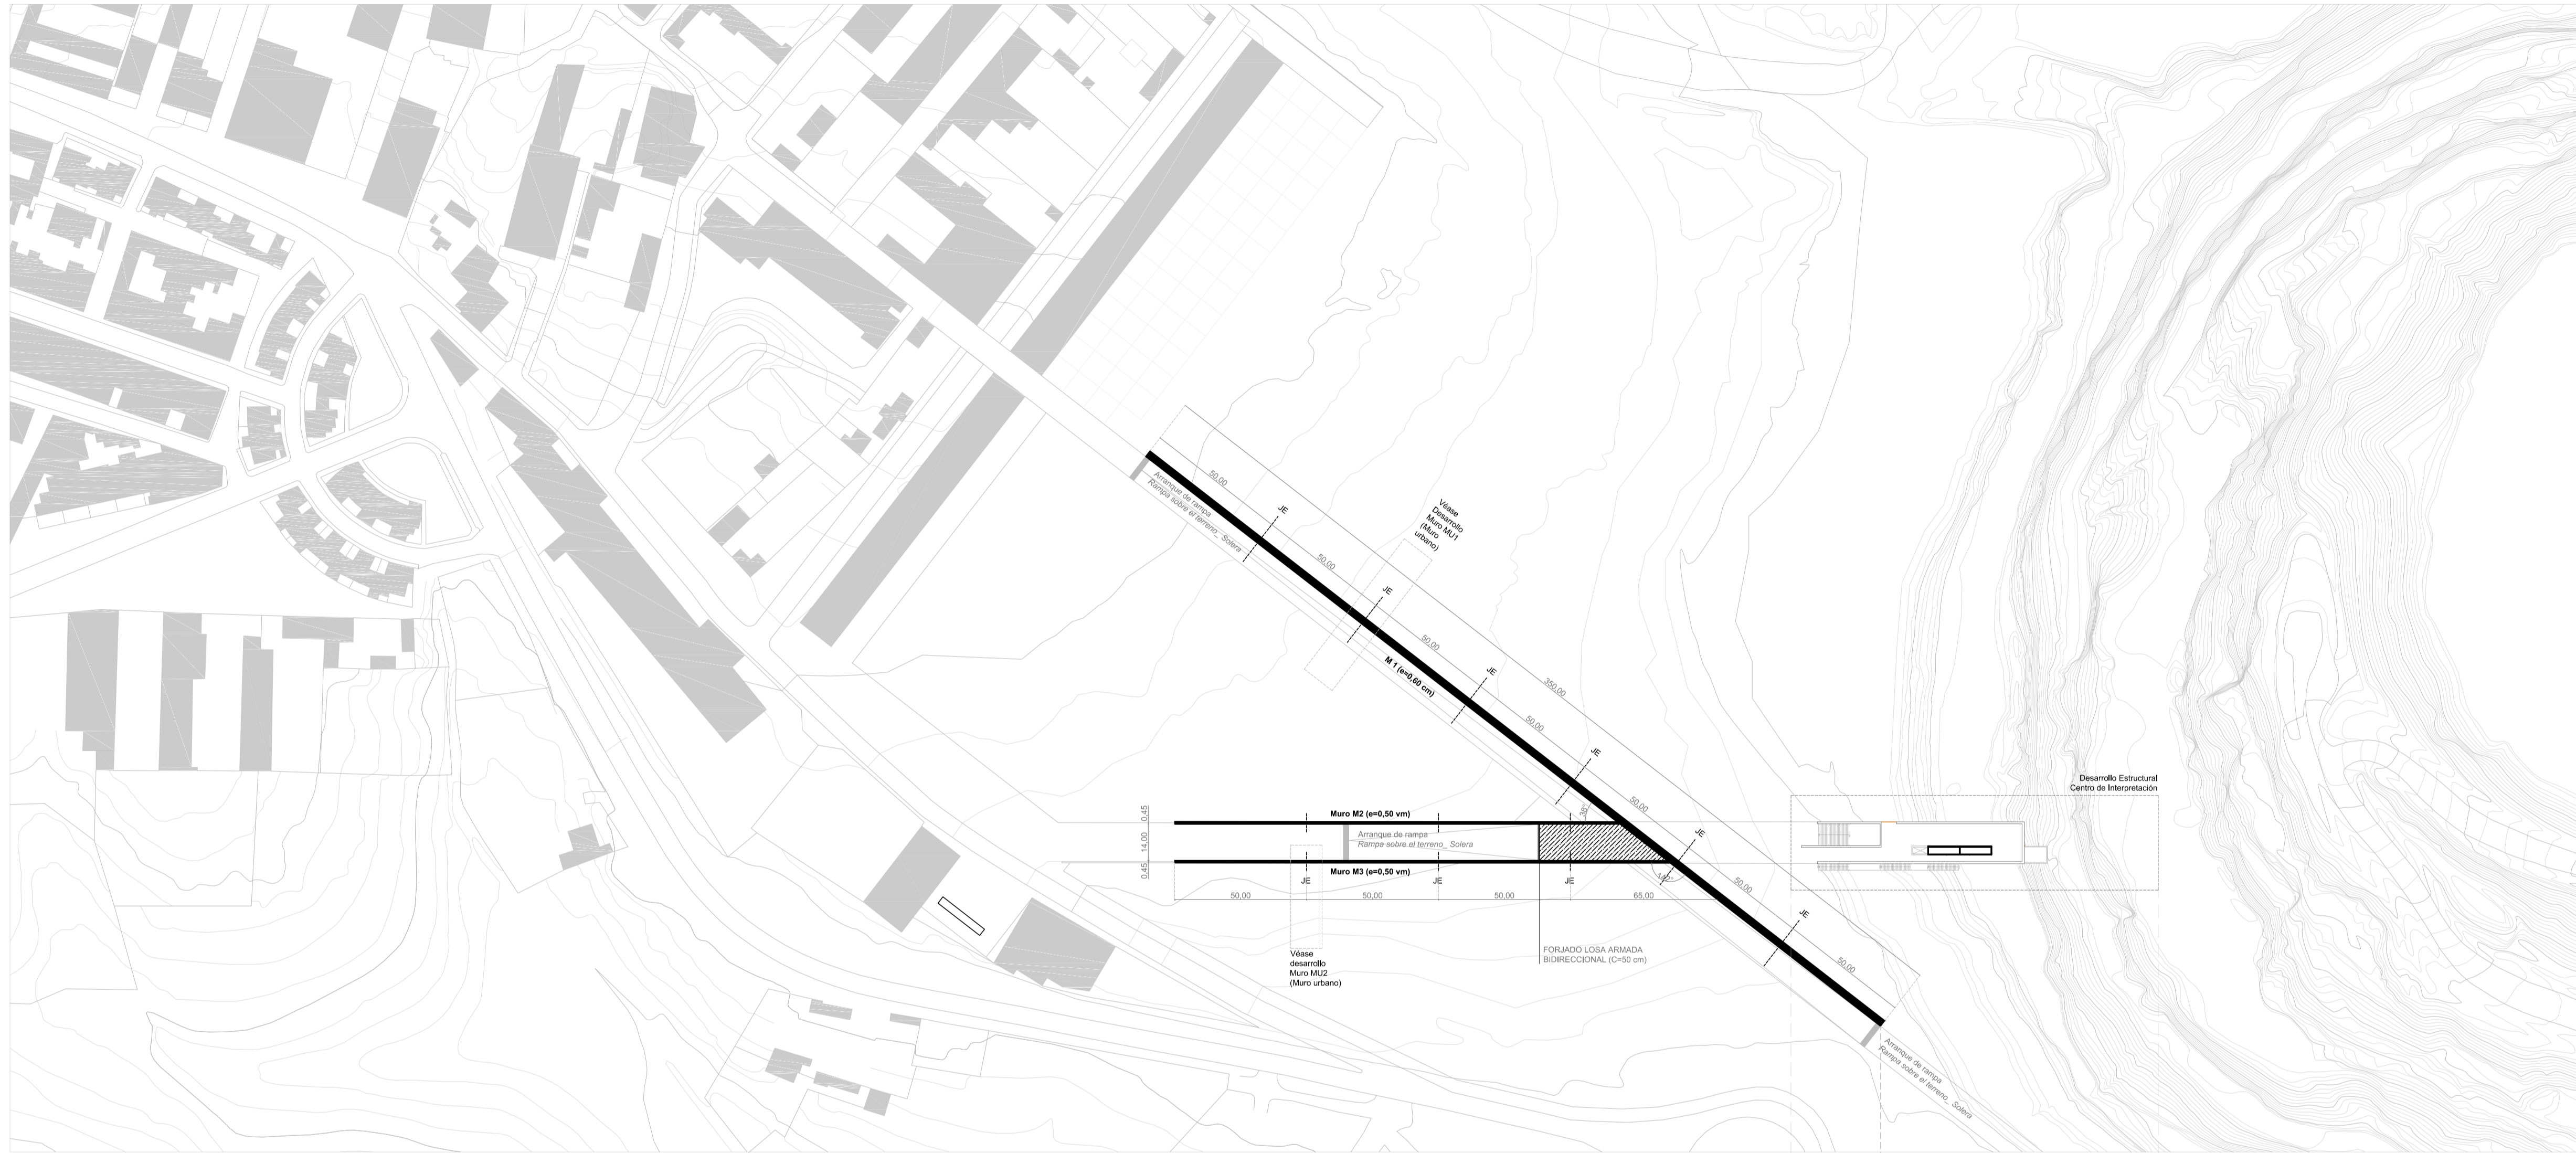 50,00
JE
Arranque de rampa
Rampa sobre el terreno_ Solera
50,00
JE
Véase
Desarrollo
Muro MU1
(Muro
urbano)
50,00
JE
M 1 (e=0,60 cm)
350,00
50,00
JE
50,00
38°
JE
50,00
JE
50,00
Arranque de rampa
Rampa sobre el terreno_ Solera
Desarrollo Estructural
Centro de Interpretación
0,45
14,00
0,45
Muro M2 (e=0,50 vm)
Arranque de rampa
Rampa sobre el terreno_ Solera
Muro M3 (e=0,50 vm)
JE
JE
JE
50,00
50,00
50,00
65,00
Véase
desarrollo
Muro MU2
(Muro urbano)
FORJADO LOSA ARMADA
BIDIRECCIONAL (C=50 cm)